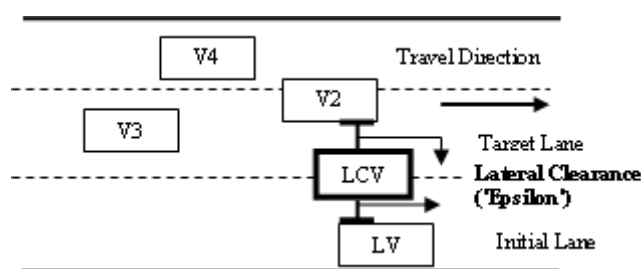 V4
Travel Direction
V2
V3
Target Lane
LCV
Lateral Clearance
('Epsilon')
LV
Initial Lane